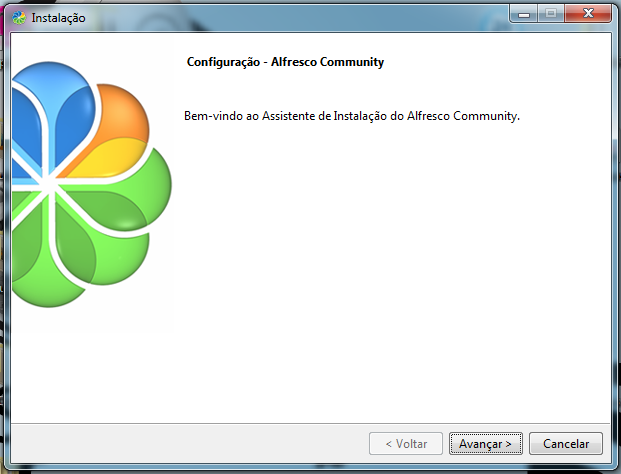 Instalação
Configuração - Alfresco Community
Bem-vindo ao Assistente de Instalação do Alfresco Community.
< Voltar
Avançar >
Cancelar